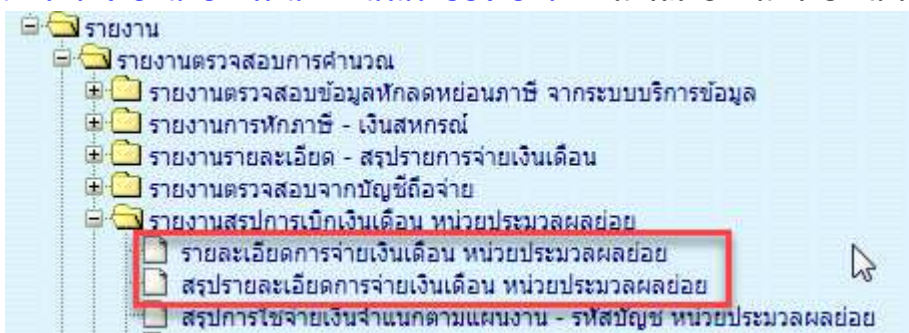 รายงาน
รายงานตรวจสอบการคำนวณ
รายงานตรวจสอบข้อมูลหักลดหย่อนภาษี จากระบบบริการข้อมูล
รายงานการหักภาษี - เงินสหกรณ์
รายงานรายละเอียด - สรุปรายการจ่ายเงินเดือน
รายงานตรวจสอบจากบัญชีถือจ่าย
รายงานสรุปการเบิกเงินเดือน หน่วยประมวลผลย่อย
รายละเอียดการจ่ายเงินเดือน หน่วยประมวลผลย่อย
สรุปรายละเอียดการจ่ายเงินเดือน หน่วยประมวลผลย่อย
สรุปการใช้จ่ายเงินจำแนกตามแผนงาน - รหัสบัญชี หน่วยประมวลผลย่อย